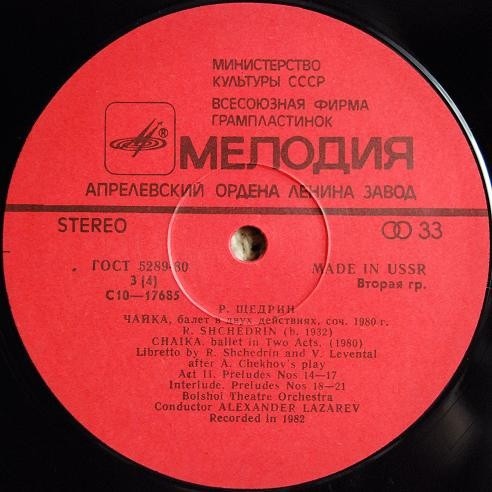 МИНИСТЕРСТВО
КУЛЬТУРЫ СССР
ВСЕСОЮЗНАЯ ФИРМА
ГРАМПЛАСТИНОК
®
МЕЛОДИЯ
АПРЕЛЕВСКИЙ ОРДЕНА ЛЕНИНА ЗАВОД
STEREO 33
ГОСТ 5289-80 MADE IN USSR
3 (4) Вторая гр.
С10—17685
Р. ЩЕДРИН
ЧАЙКА, балет в двух действиях, соч. 1980 г.
R. SHCHEDRIN (b. 1932)
CHAIKA, ballet in Two Acts. (1980)
Libretto by R. Shchedrin and V. Levental
after A. Chekhov's play
Act II. Preludes Nos 14—17
Interlude. Preludes Nos 18—21
Bolshoi Theatre Orchestra
Conductor ALEXANDER LAZAREV
Recorded in 1982